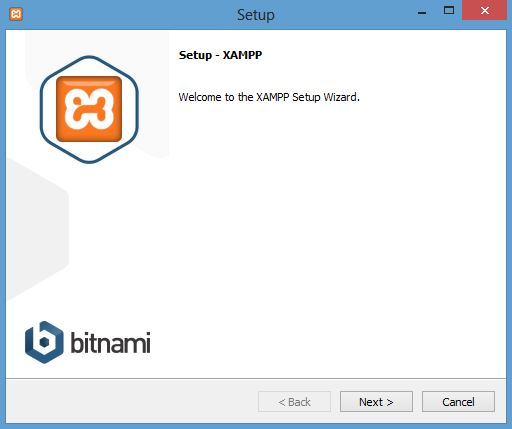 Setup
Setup - XAMPP
Welcome to the XAMPP Setup Wizard.
bitnami
< Back
Next >
Cancel